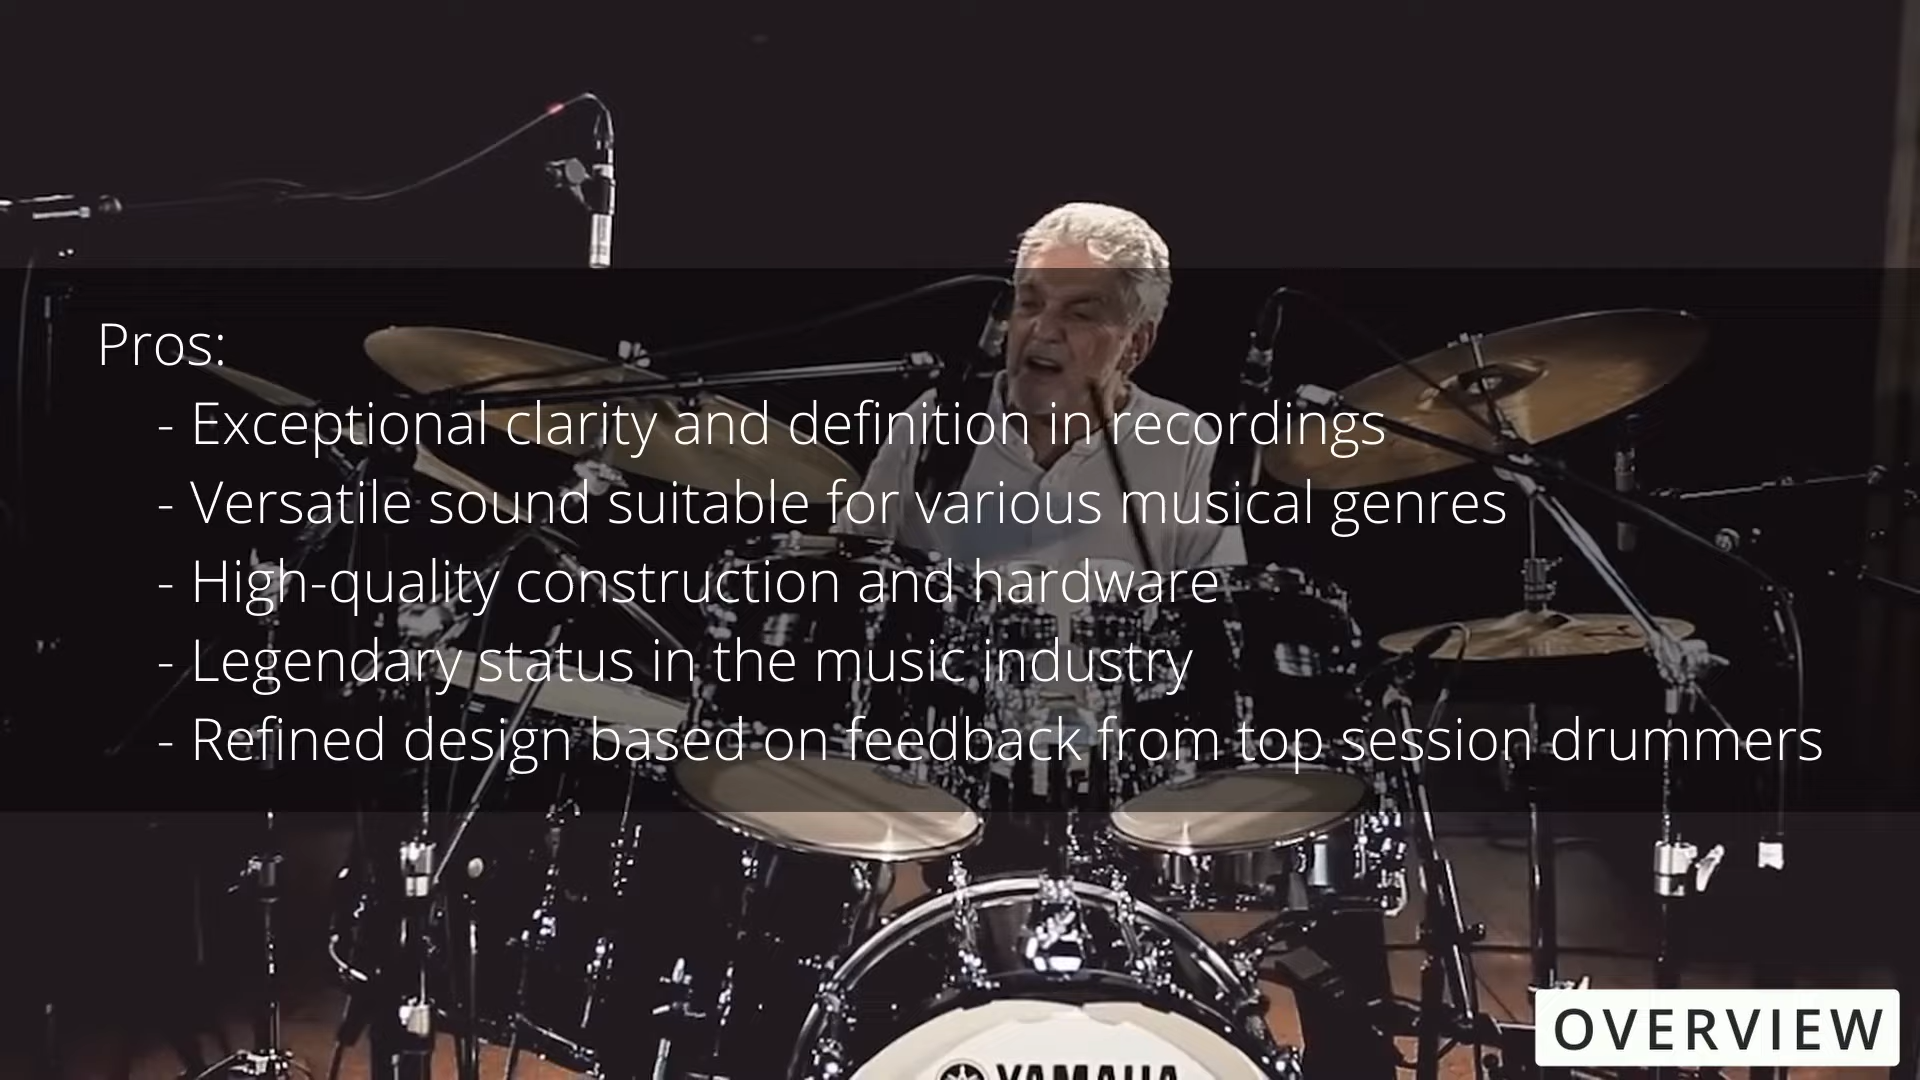 Pros:
- Exceptional clarity and definition in recordings
- Versatile sound suitable for various musical genres
- High-quality construction and hardware
- Legendary status in the music industry
- Refined design based on feedback from top session drummers
OVERVIEW
YAMAHA